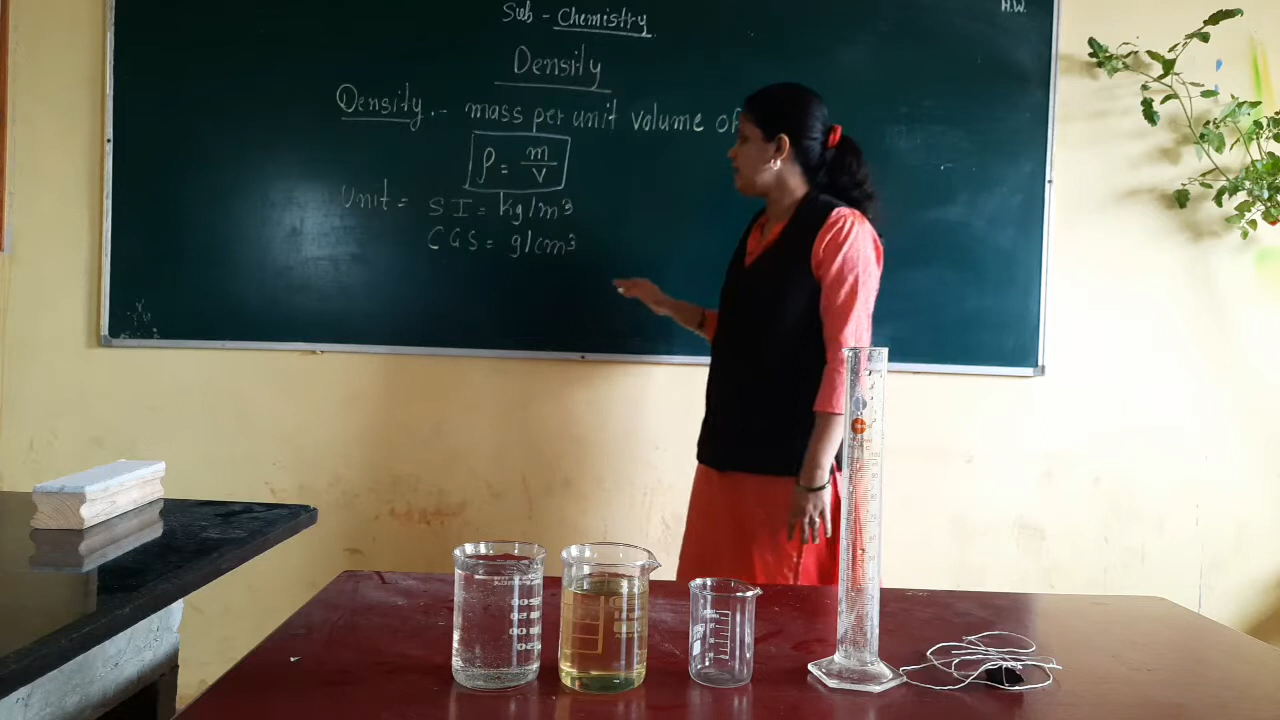 H.W.
Sub - Chemistry
Density
Density :- mass per unit volume of
ρ = m/v
Unit = SI = kg/m³
CGS = g/cm³